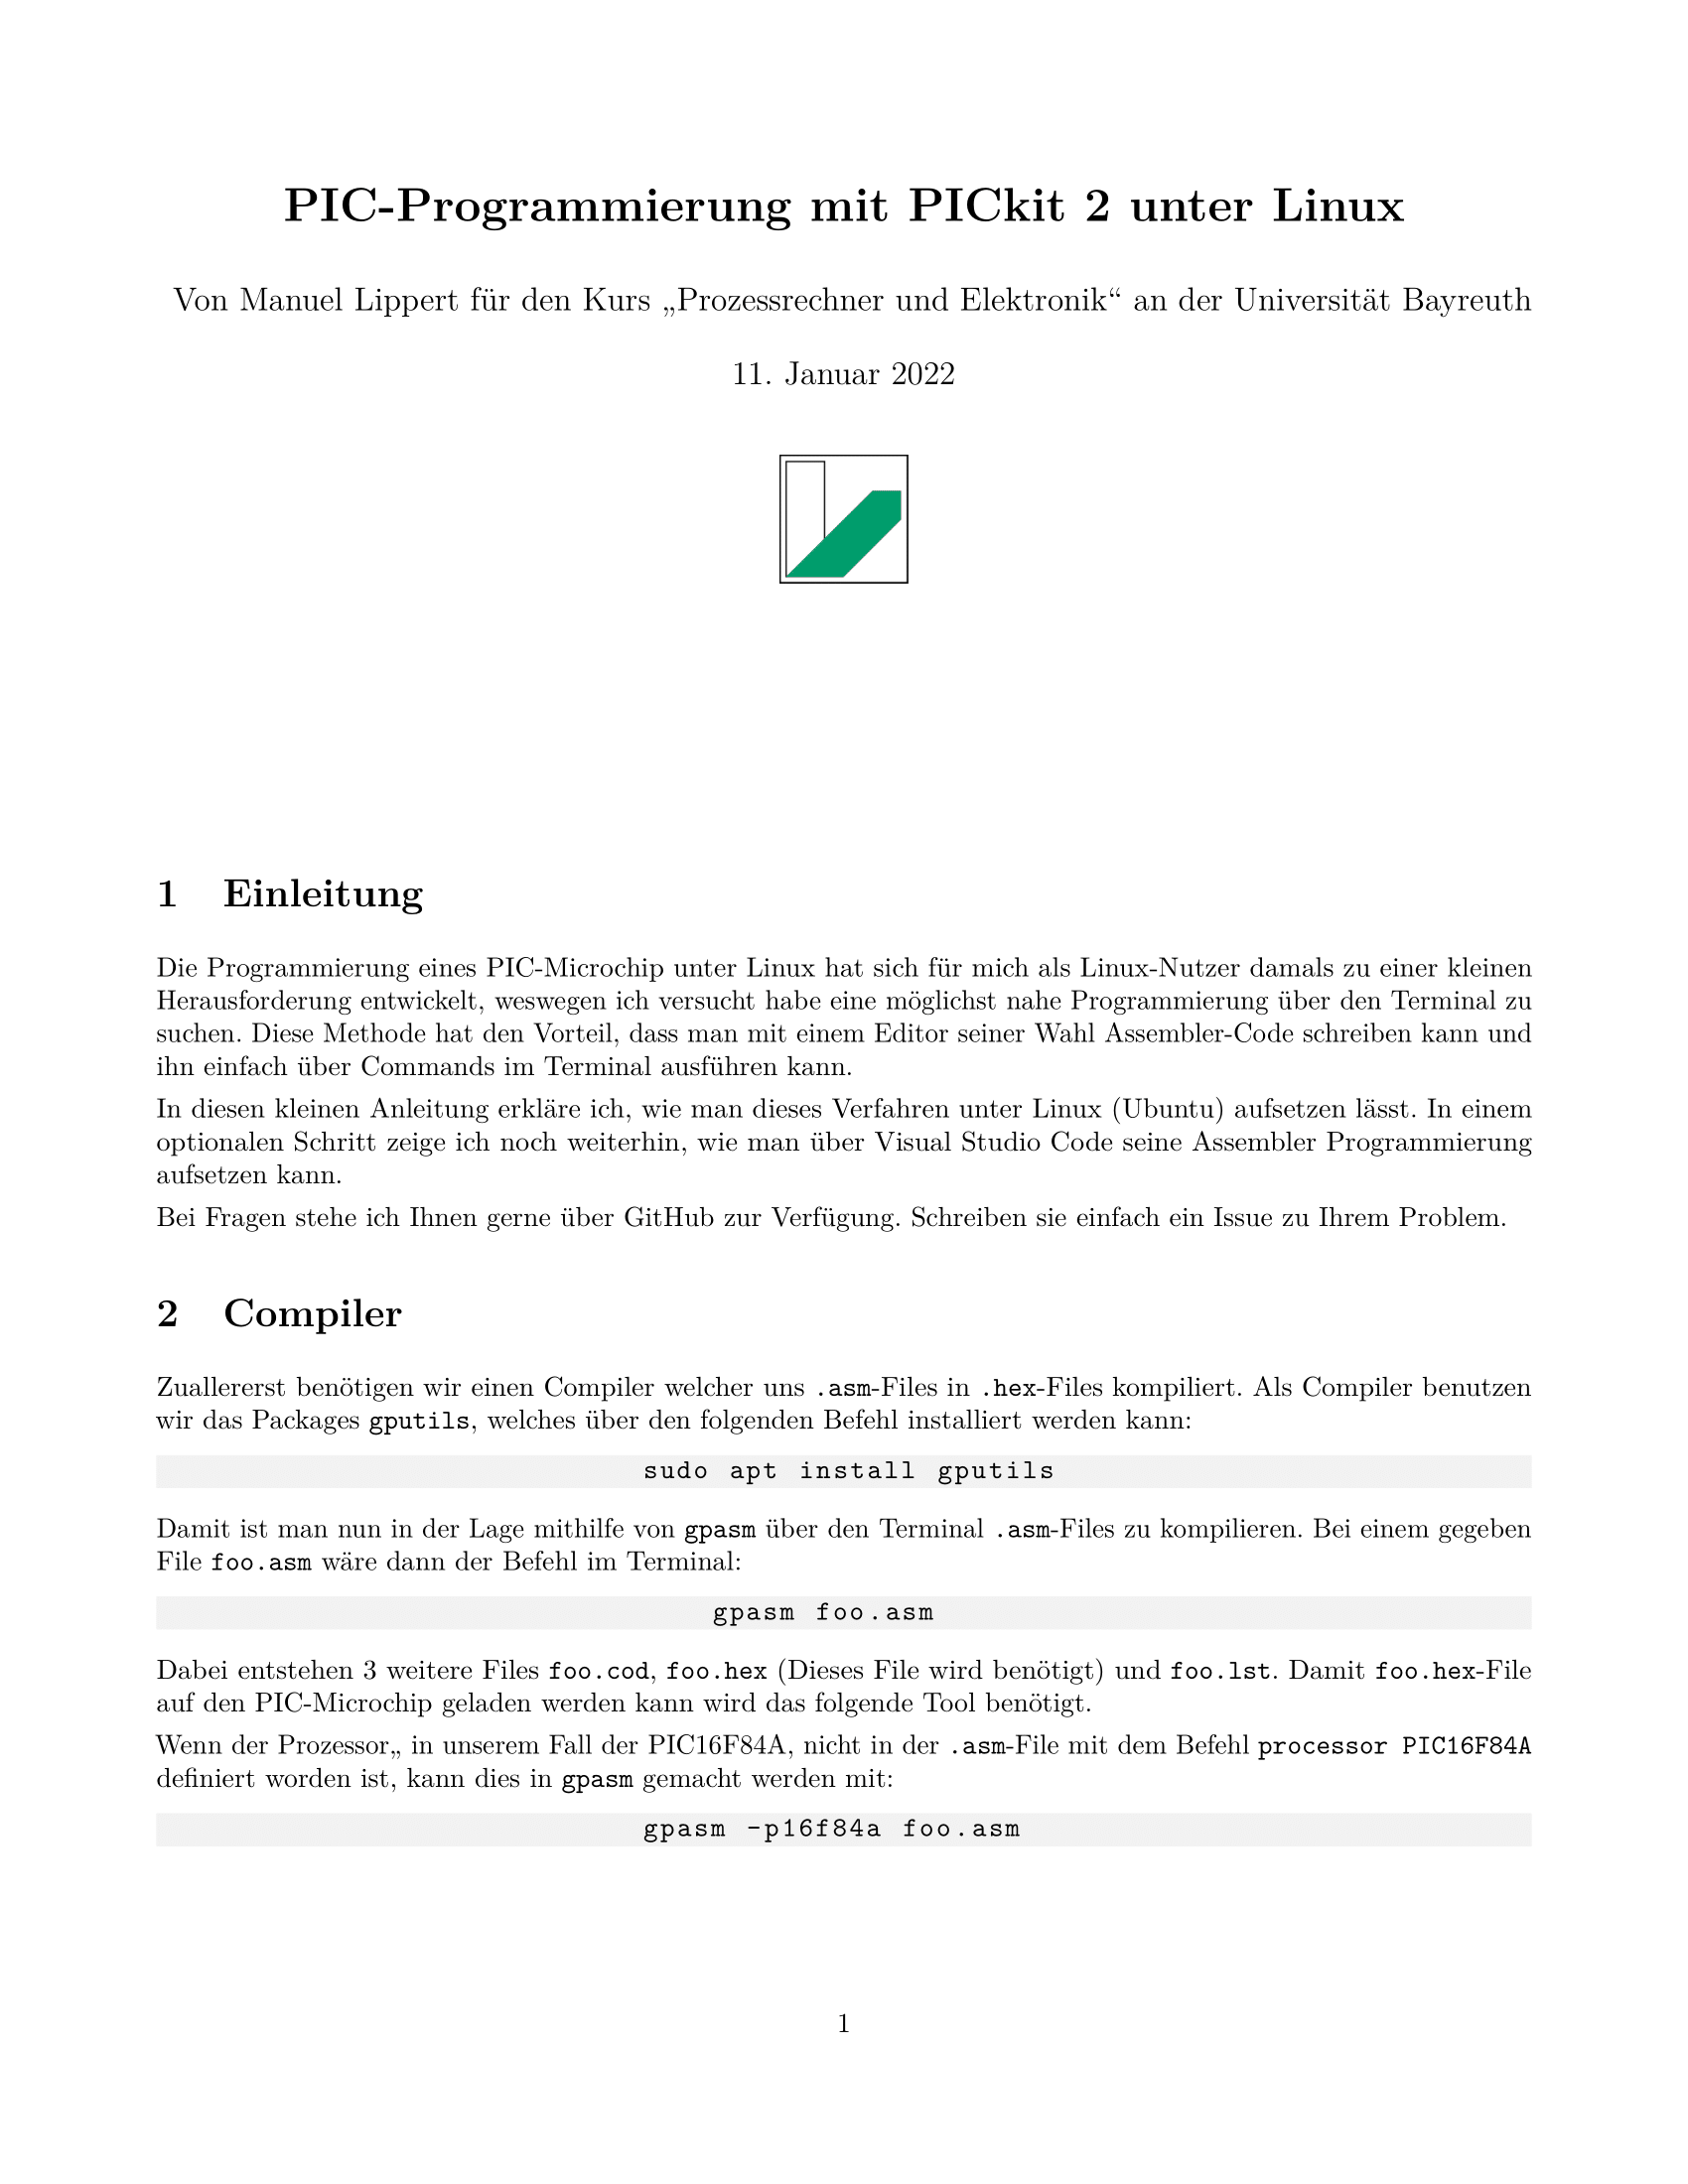 PIC-Programmierung mit PICkit 2 unter Linux
Von Manuel Lippert für den Kurs „Prozessrechner und Elektronik“ an der Universität Bayreuth
11. Januar 2022
1 Einleitung
Die Programmierung eines PIC-Microchip unter Linux hat sich für mich als Linux-Nutzer damals zu einer kleinen
Herausforderung entwickelt, weswegen ich versucht habe eine möglichst nahe Programmierung über den Terminal zu
suchen. Diese Methode hat den Vorteil, dass man mit einem Editor seiner Wahl Assembler-Code schreiben kann und
ihn einfach über Commands im Terminal ausführen kann.
In diesen kleinen Anleitung erkläre ich, wie man dieses Verfahren unter Linux (Ubuntu) aufsetzen lässt. In einem
optionalen Schritt zeige ich noch weiterhin, wie man über Visual Studio Code seine Assembler Programmierung
aufsetzen kann.
Bei Fragen stehe ich Ihnen gerne über GitHub zur Verfügung. Schreiben sie einfach ein Issue zu Ihrem Problem.
2 Compiler
Zuallererst benötigen wir einen Compiler welcher uns .asm-Files in .hex-Files kompiliert. Als Compiler benutzen
wir das Packages gputils, welches über den folgenden Befehl installiert werden kann:
sudo apt install gputils
Damit ist man nun in der Lage mithilfe von gpasm über den Terminal .asm-Files zu kompilieren. Bei einem gegeben
File foo.asm wäre dann der Befehl im Terminal:
gpasm foo.asm
Dabei entstehen 3 weitere Files foo.cod, foo.hex (Dieses File wird benötigt) und foo.lst. Damit foo.hex-File
auf den PIC-Microchip geladen werden kann wird das folgende Tool benötigt.
Wenn der Prozessor„ in unserem Fall der PIC16F84A, nicht in der .asm-File mit dem Befehl processor PIC16F84A
definiert worden ist, kann dies in gpasm gemacht werden mit:
gpasm -p16f84a foo.asm
1